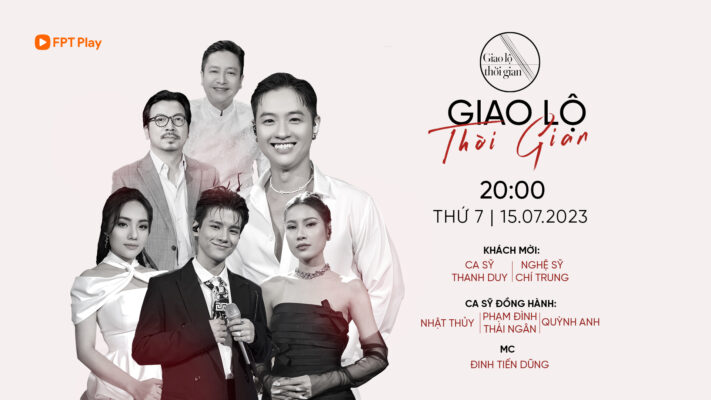 FPT Play
Giao lộ
thời gian
GIAO LỘ
Thời Gian
20:00
THỨ 7 | 15.07.2023
KHÁCH MỜI:
CA SỸ
THANH DUY
NGHỆ SỸ
CHÍ TRUNG
CA SỸ ĐỒNG HÀNH:
NHẬT THỦY
PHẠM ĐÌNH
THÁI NGÂN
QUỲNH ANH
MC
ĐINH TIẾN DŨNG